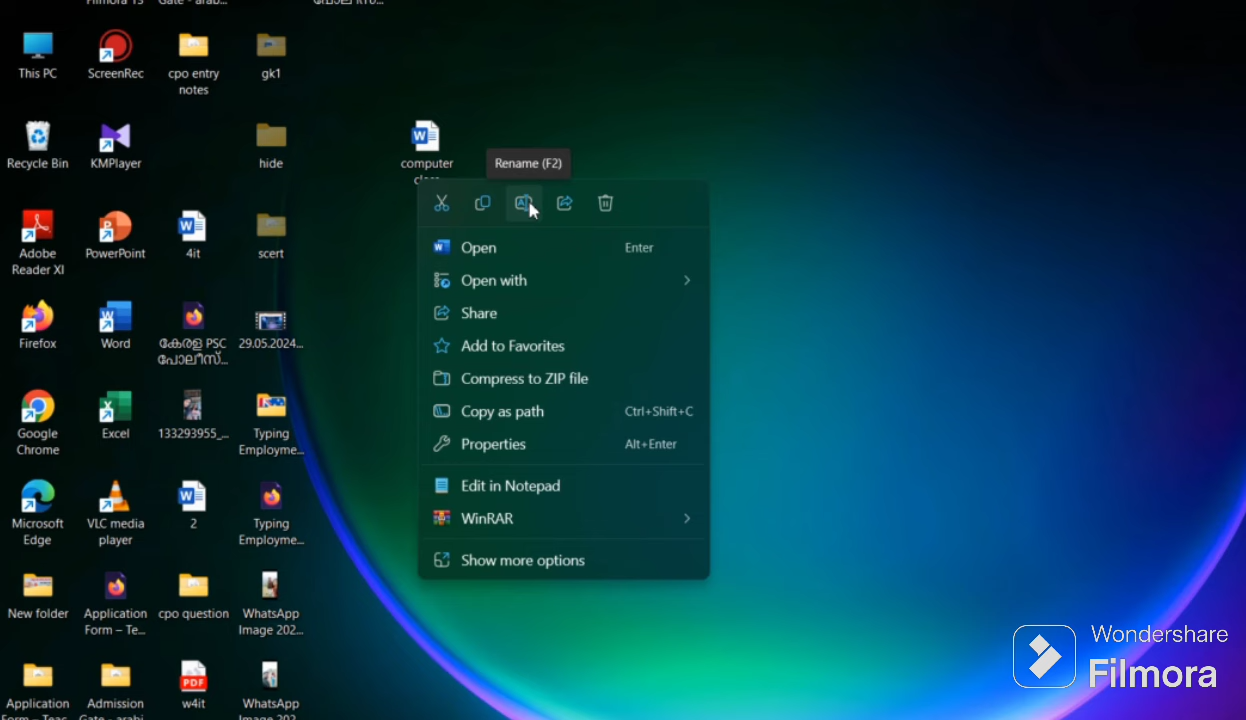 Filmora 13
Gate - arab...
This PC
ScreenRec
cpo entry
notes
gk1
Recycle Bin
KMPlayer
hide
computer
class
Rename (F2)
Adobe
Reader XI
PowerPoint
4it
scert
Open
Enter
Open with
Share
Add to Favorites
Compress to ZIP file
Copy as path
Ctrl+Shift+C
Properties
Alt+Enter
Edit in Notepad
WinRAR
Show more options
Firefox
Word
കേരള PSC
പോലീസ്...
29.05.2024...
Google
Chrome
Excel
133293955_...
Typing
Employme...
Microsoft
Edge
VLC media
player
2
Typing
Employme...
New folder
Application
Form – Te...
cpo question
WhatsApp
Image 202...
Application
Form – Teac...
Admission
Gate - arabi...
w4it
WhatsApp
Image 202...
Wondershare
Filmora